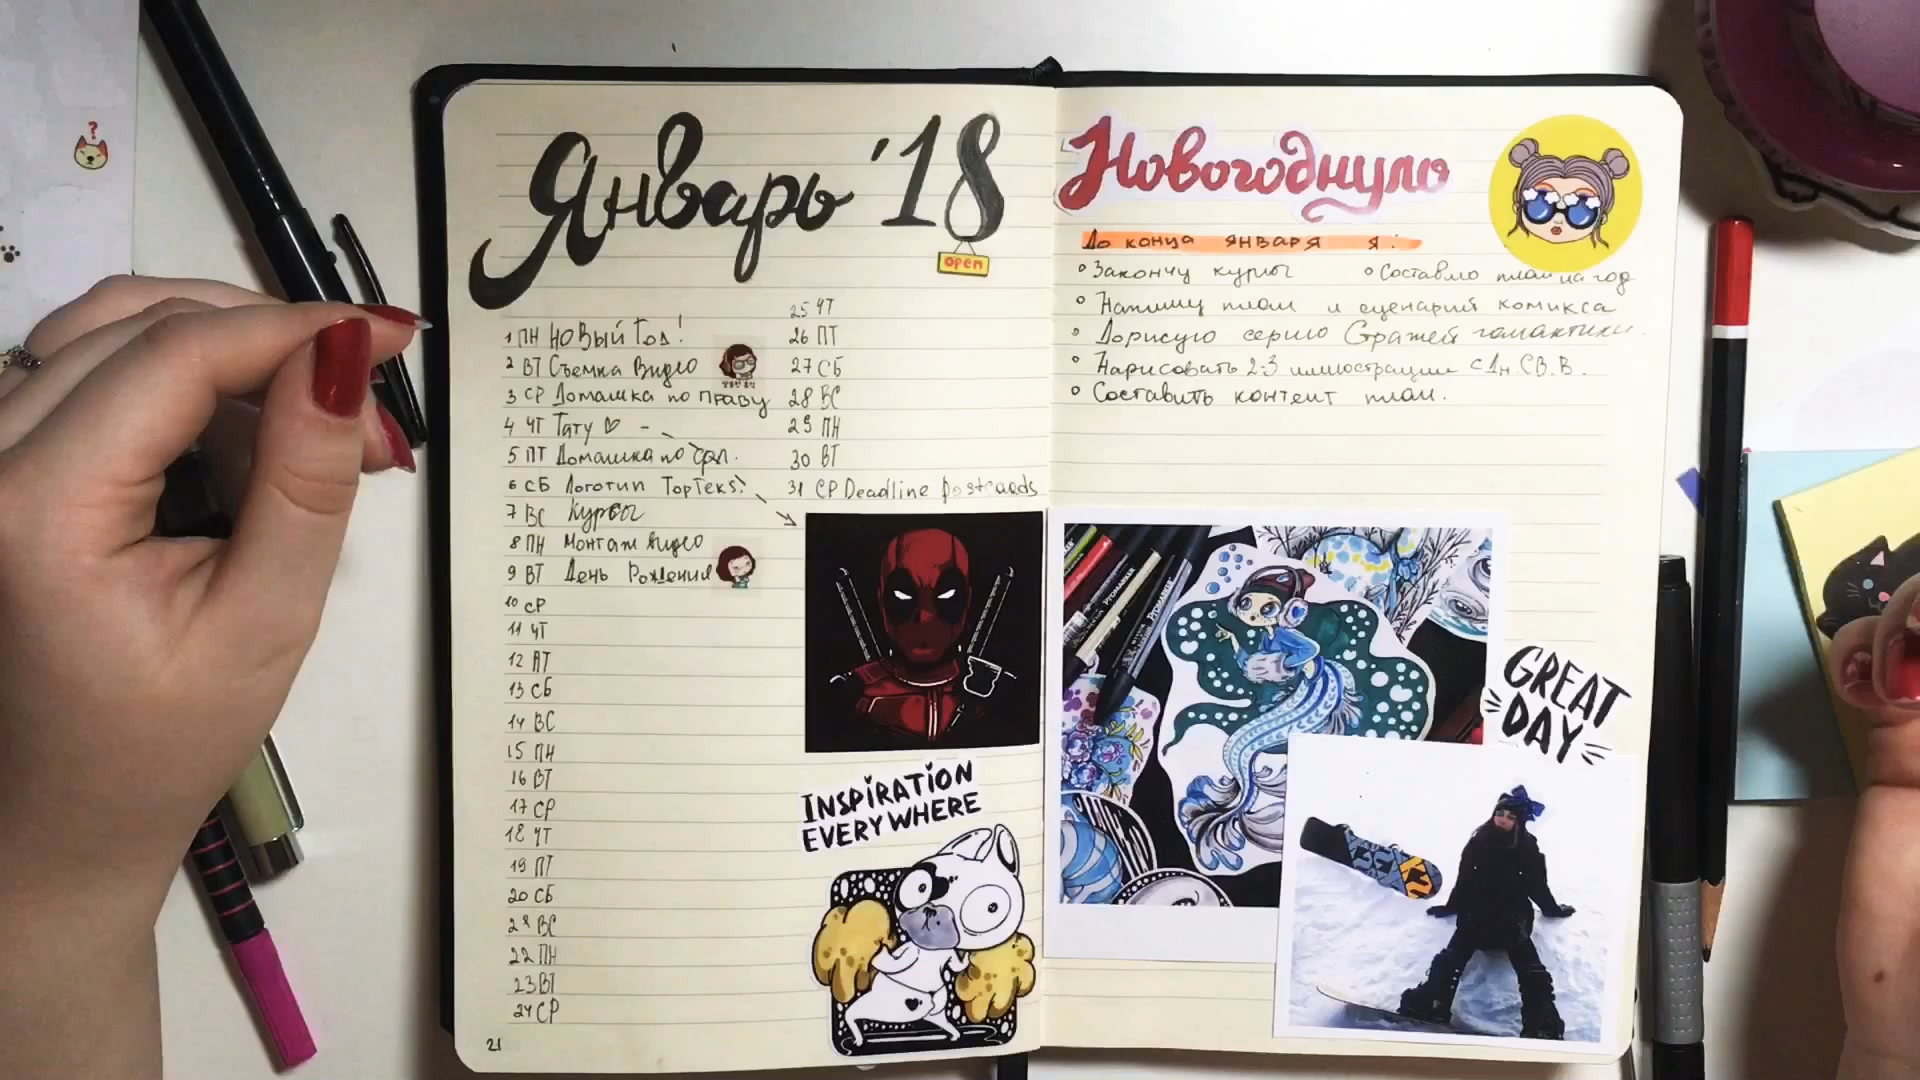 Январь '18
OPEN
1 ПН Новый Год!
2 ВТ Съемка Видео
3 СР Домашка по праву
4 ЧТ Тату
5 ПТ Домашка по
6 СБ Логотип TopTeks!
7 ВС Курсы
8 ПН Монтаж видео
9 ВТ День Рождения
10 СР
11 ЧТ
12 ПТ
13 СБ
14 ВС
15 ПН
16 ВТ
17 СР
18 ЧТ
19 ПТ
20 СБ
21 ВС
22 ПН
23 ВТ
24 СР
25 ЧТ
26 ПТ
27 СБ
28 ВС
29 ПН
30 ВТ
31 СР Deadline postcards
INSPIRATION
EVERYWHERE
21
Новогоднуло
До конца января я:
Закончу курсы
Составлю план на год
Напишу план и сценарий комикса
Дорисую серию Стражей галактики
Нарисовать 2-3 иллюстрации с Дн. СВ. В.
Составить контент план.
PROMARKER
PROMARKER
GREAT
DAY
?